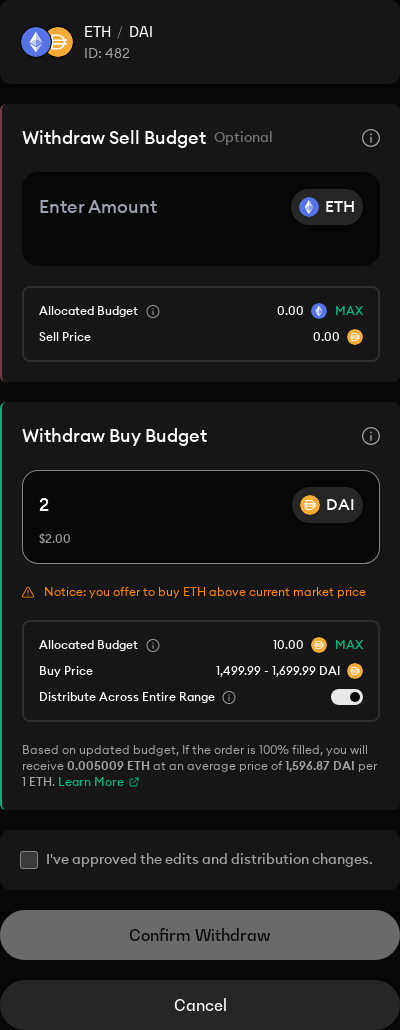 ETH / DAI
ID: 482
Withdraw Sell Budget Optional
Enter Amount ETH
Allocated Budget 0.00 MAX
Sell Price 0.00
Withdraw Buy Budget
2 DAI
$2.00
Notice: you offer to buy ETH above current market price
Allocated Budget 10.00 MAX
Buy Price 1,499.99 - 1,699.99 DAI
Distribute Across Entire Range
Based on updated budget, If the order is 100% filled, you will
receive 0.005009 ETH at an average price of 1,596.87 DAI per
1 ETH. Learn More
I've approved the edits and distribution changes.
Confirm Withdraw
Cancel